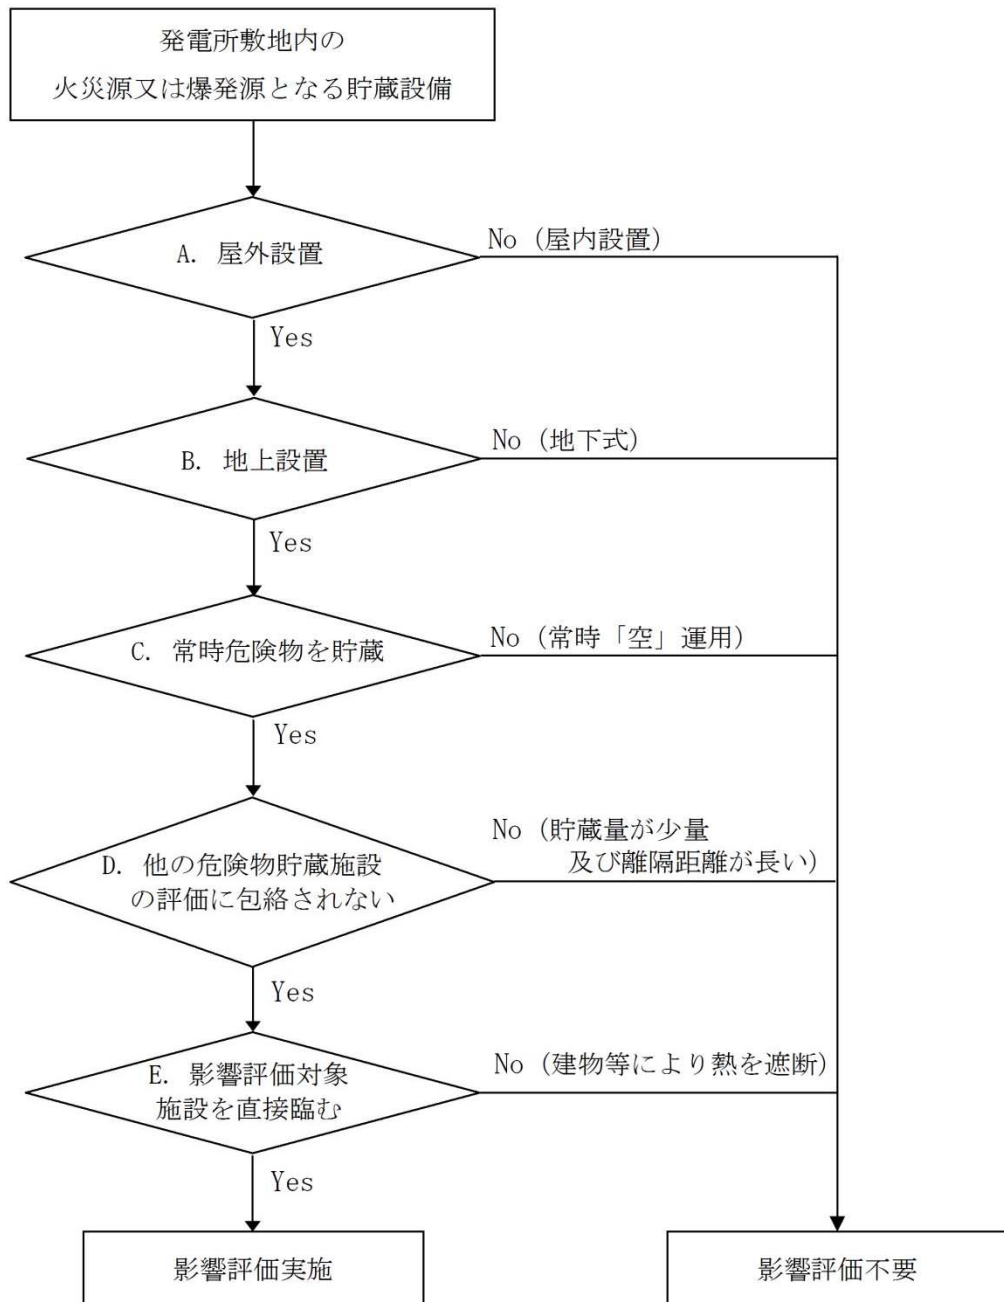 発電所敷地内の
火災源又は爆発源となる貯蔵設備
A. 屋外設置
No (屋内設置)
Yes
B. 地上設置
No (地下式)
Yes
C. 常時危険物を貯蔵
No (常時「空」運用)
Yes
D. 他の危険物貯蔵施設
の評価に包絡されない
No (貯蔵量が少量
及び離隔距離が長い)
Yes
E. 影響評価対象
施設を直接臨む
No (建物等により熱を遮断)
Yes
影響評価実施
影響評価不要